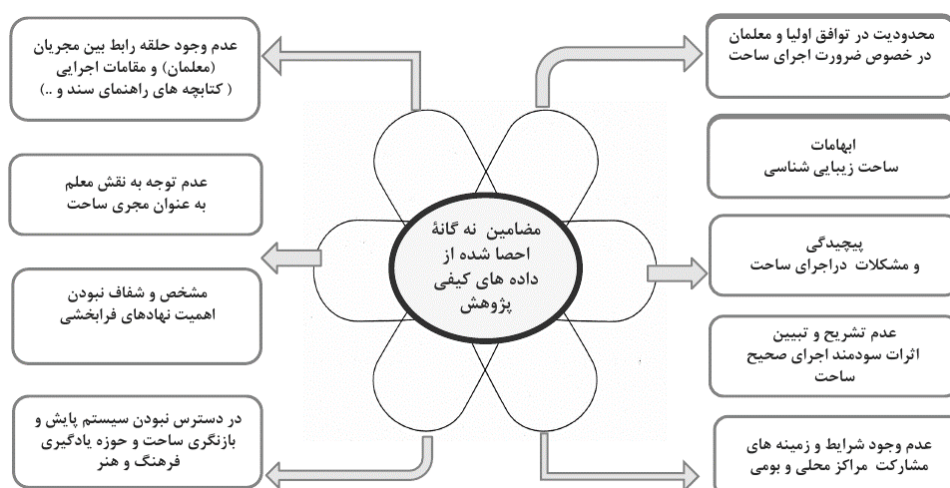 محدودیت در توافق اولیا و معلمان
در خصوص ضرورت اجرای ساحت
ابهامات
ساحت زیبایی شناسی
پیچیدگی
و مشکلات دراجرای ساحت
عدم تشریح و تبیین
اثرات سودمند اجرای صحیح
ساحت
عدم وجود شرایط و زمینه های
مشارکت مراکز محلی و بومی
مضامین نه گانۀ
احصا شده از
داده های کیفی
پژوهش
عدم وجود حلقه رابط بین مجریان
(معلمان) و مقامات اجرایی
( کتابچه های راهنمای سند و ..)
عدم توجه به نقش معلم
به عنوان مجری ساحت
مشخص و شفاف نبودن
اهمیت نهادهای فرابخشی
در دسترس نبودن سیستم پایش و
بازنگری ساحت و حوزه یادگیری
فرهنگ و هنر